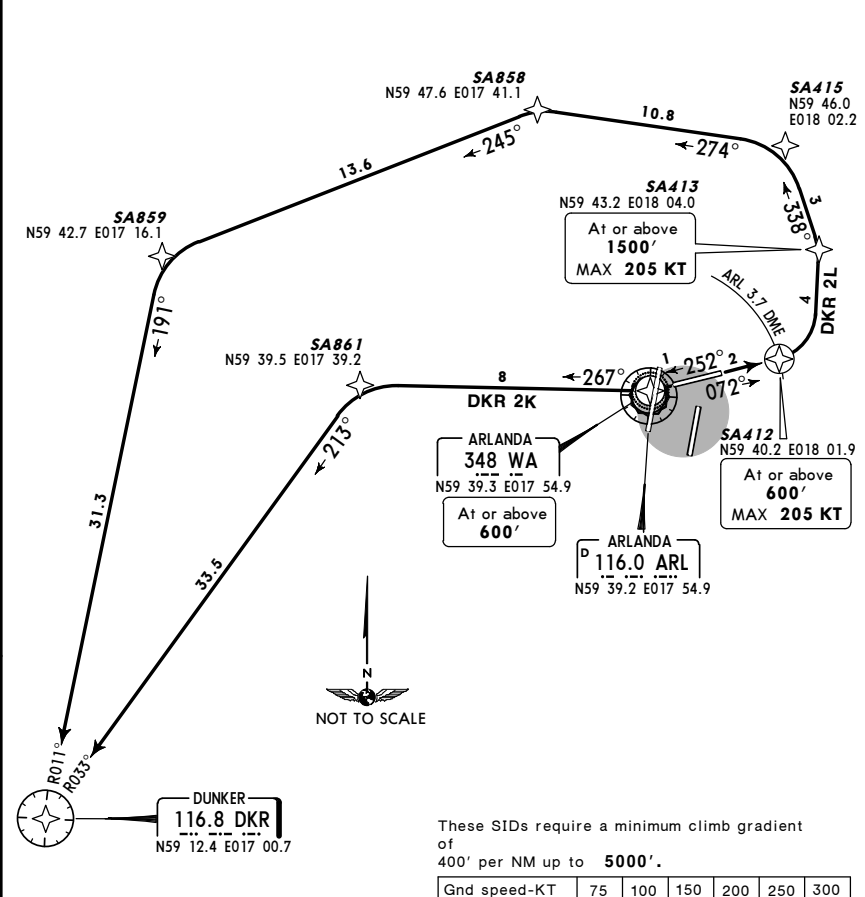 SA858
N59 47.6 E017 41.1
SA415
N59 46.0
E018 02.2
10.8
←274°
←245°
13.6
SA413
N59 43.2 E018 04.0
At or above
1500'
MAX 205 KT
3
←338°
SA859
N59 42.7 E017 16.1
ARL 3.7 DME
4
DKR 2L
←191°
SA861
N59 39.5 E017 39.2
8
←267°
1
←252°
2
072°→
DKR 2K
←213°
ARLANDA
348 WA
N59 39.3 E017 54.9
At or above
600'
SA412
N59 40.2 E018 01.9
At or above
600'
MAX 205 KT
ARLANDA
D 116.0 ARL
N59 39.2 E017 54.9
31.3
33.5
N
NOT TO SCALE
R011°
R033°
DUNKER
116.8 DKR
N59 12.4 E017 00.7
These SIDs require a minimum climb gradient
of
400' per NM up to 5000'.
Gnd speed-KT 75 100 150 200 250 300